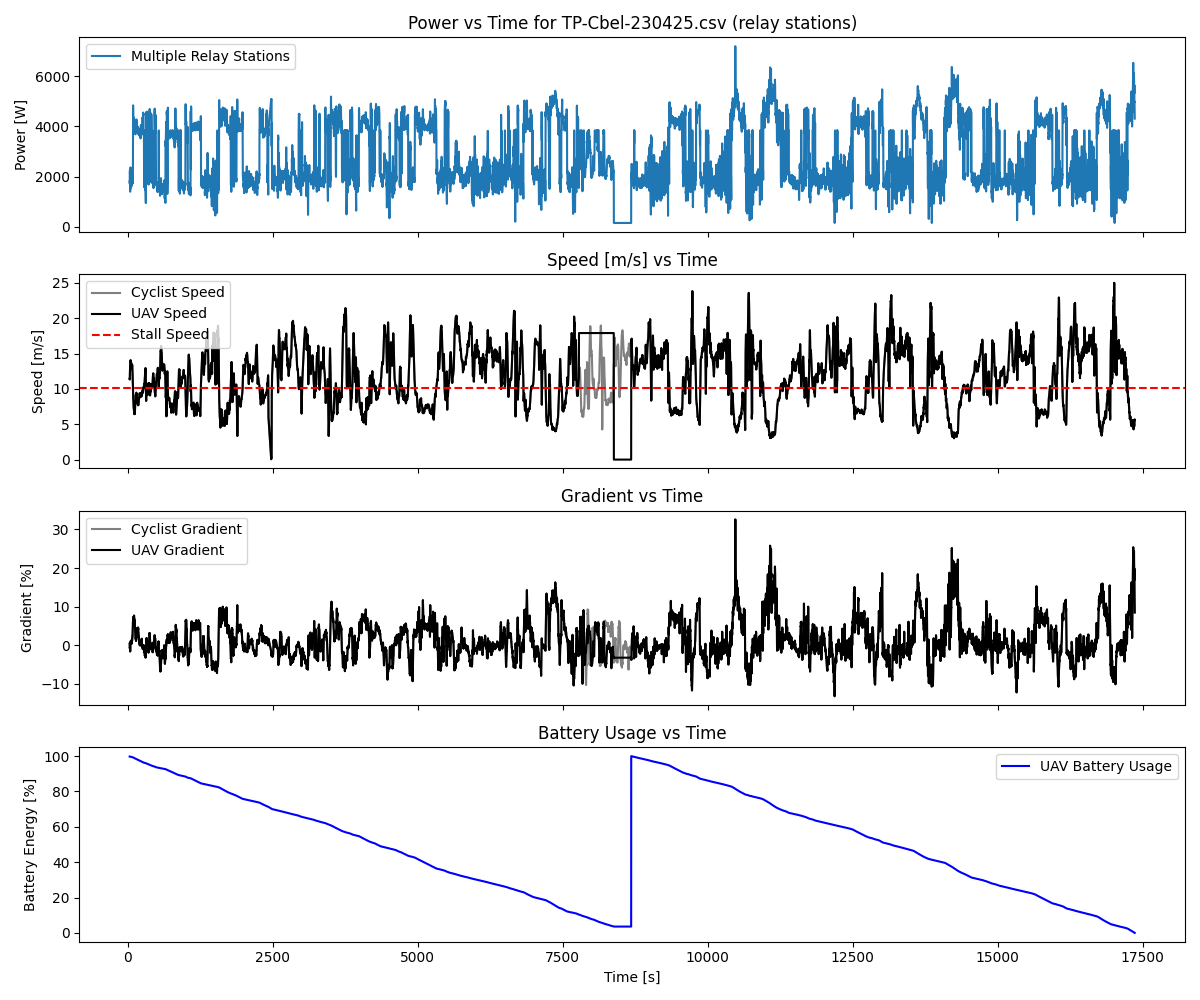 Power vs Time for TP-Cbel-230425.csv (relay stations)
Multiple Relay Stations
Power [W]
6000
4000
2000
0
Speed [m/s] vs Time
Cyclist Speed
UAV Speed
Stall Speed
Speed [m/s]
25
20
15
10
5
0
Gradient vs Time
Cyclist Gradient
UAV Gradient
Gradient [%]
30
20
10
0
−10
Battery Usage vs Time
UAV Battery Usage
Battery Energy [%]
100
80
60
40
20
0
0 2500 5000 7500 10000 12500 15000 17500
Time [s]